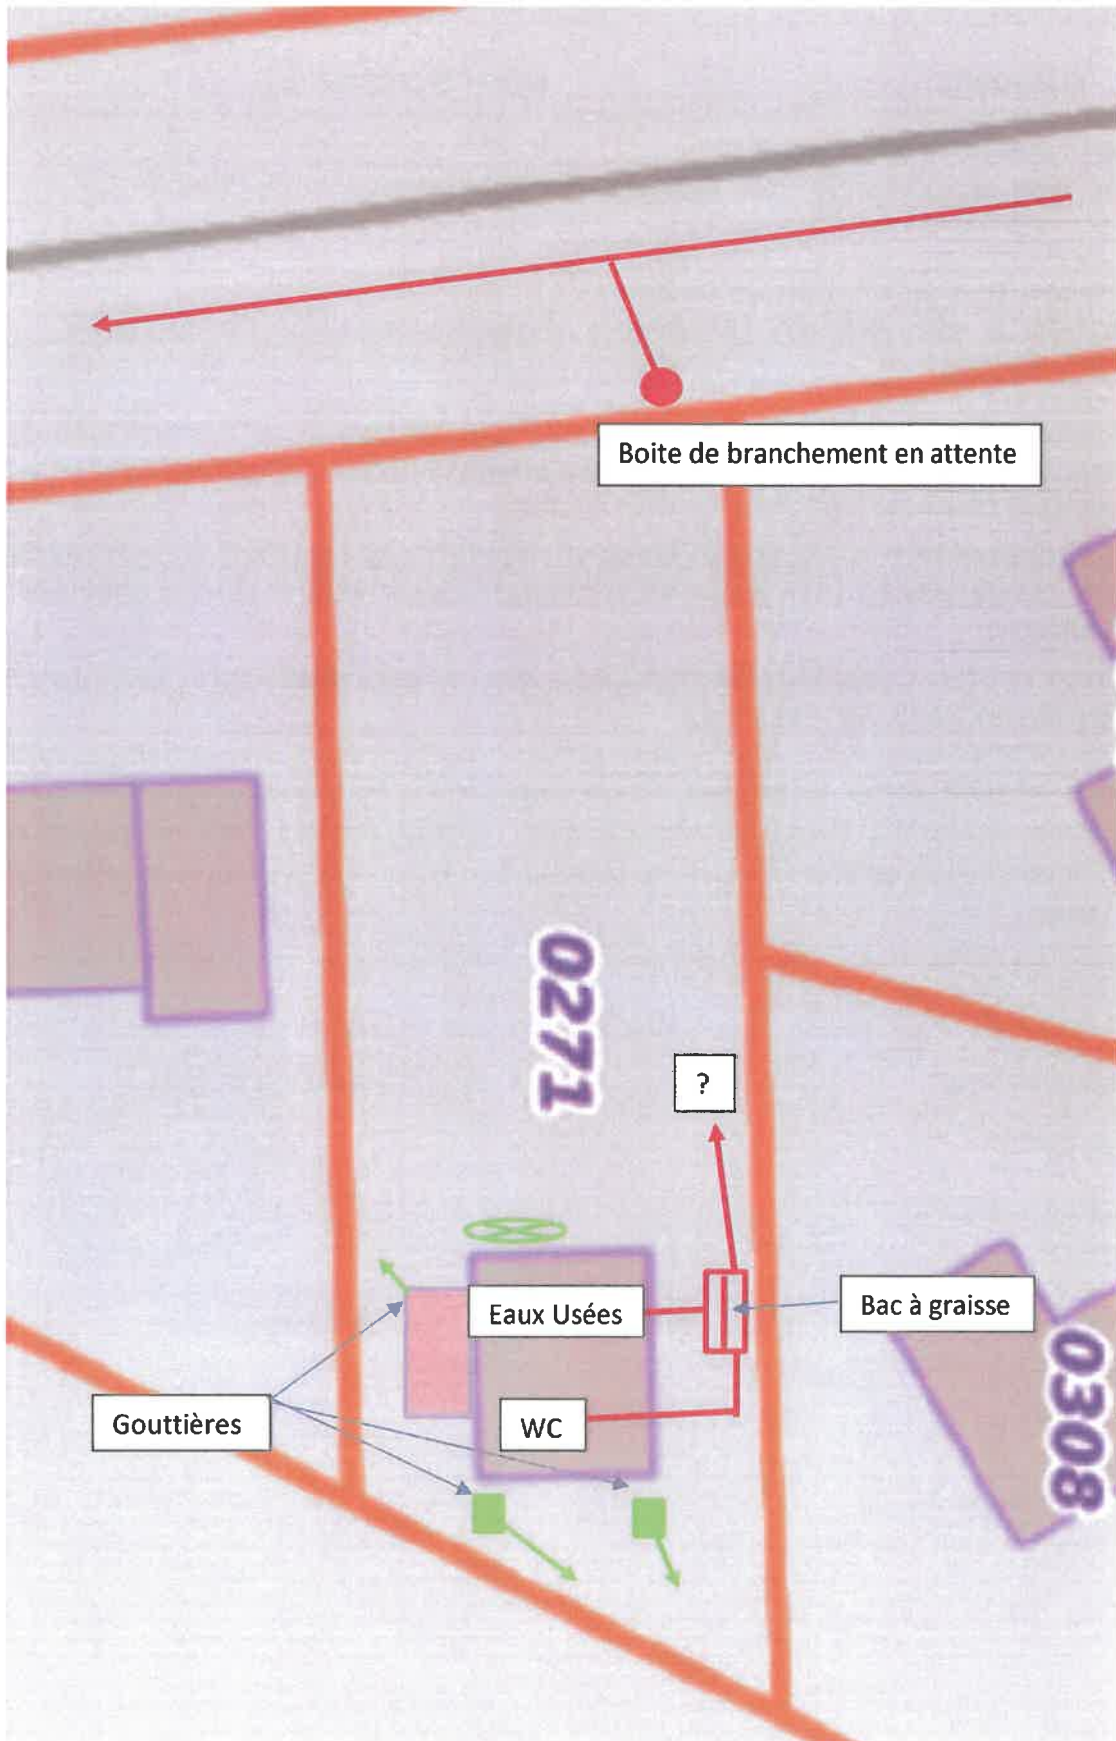 Boite de branchement en attente
0271
?
Eaux Usées
Bac à graisse
Gouttières
WC
0308